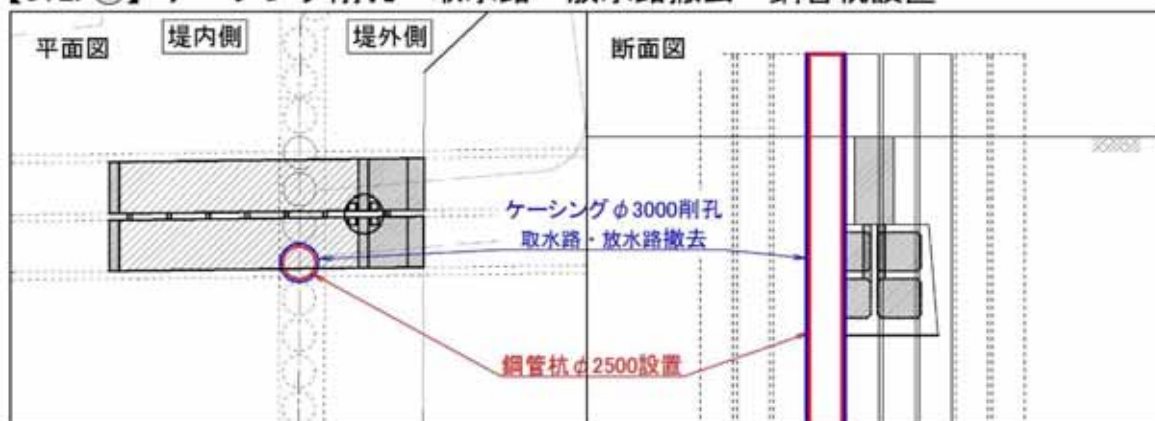 平面図
堤内側
堤外側
断面図
ケーシングφ3000削孔
取水路・放水路撤去
鋼管杭φ2500設置